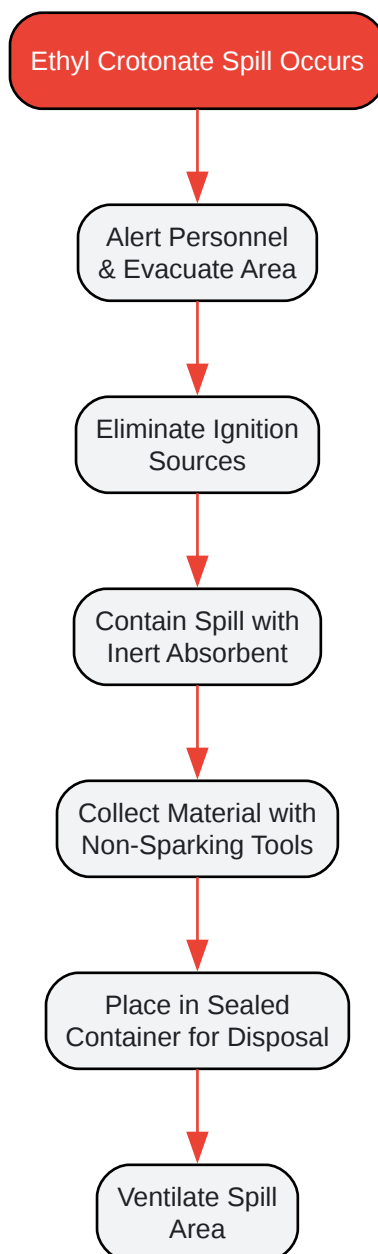 Ethyl Crotonate Spill Occurs
Alert Personnel
& Evacuate Area
Eliminate Ignition
Sources
Contain Spill with
Inert Absorbent
Collect Material with
Non-Sparking Tools
Place in Sealed
Container for Disposal
Ventilate Spill
Area